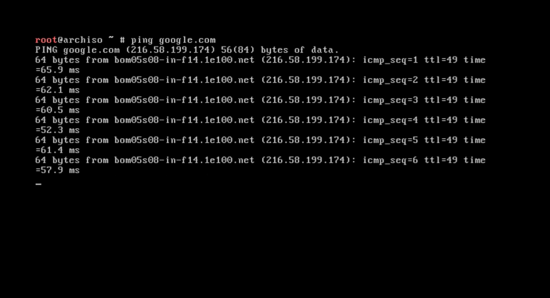 root@archiso ~ # ping google.com
PING google.com (216.58.199.174) 56(84) bytes of data.
64 bytes from bom05s08-in-f14.1e100.net (216.58.199.174): icmp_seq=1 ttl=49 time
=65.9 ms
64 bytes from bom05s08-in-f14.1e100.net (216.58.199.174): icmp_seq=2 ttl=49 time
=62.1 ms
64 bytes from bom05s08-in-f14.1e100.net (216.58.199.174): icmp_seq=3 ttl=49 time
=60.5 ms
64 bytes from bom05s08-in-f14.1e100.net (216.58.199.174): icmp_seq=4 ttl=49 time
=52.3 ms
64 bytes from bom05s08-in-f14.1e100.net (216.58.199.174): icmp_seq=5 ttl=49 time
=61.4 ms
64 bytes from bom05s08-in-f14.1e100.net (216.58.199.174): icmp_seq=6 ttl=49 time
=57.9 ms